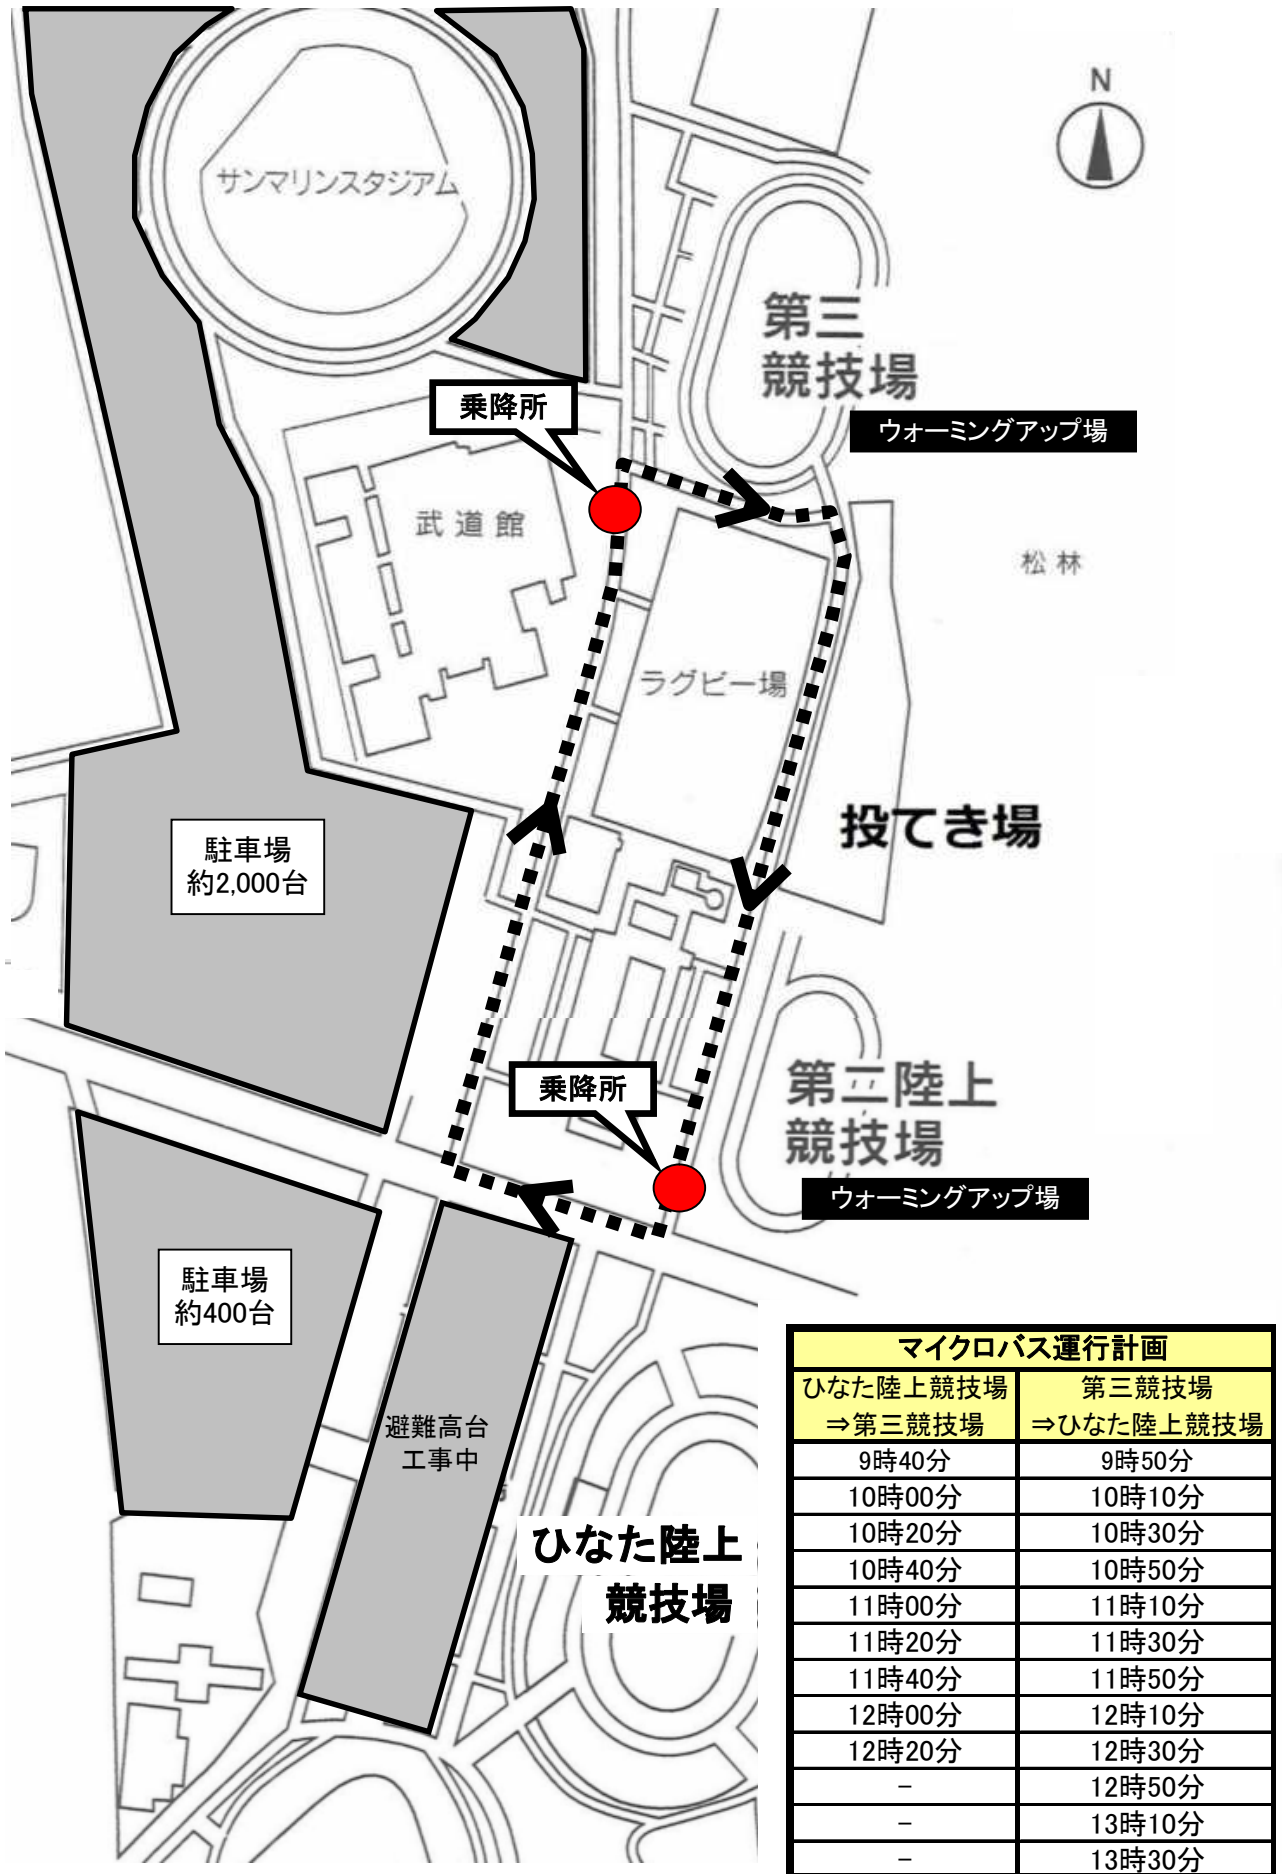 N
サンマリンスタジアム
第三
競技場
乗降所
ウォーミングアップ場
武道館
松林
ラグビー場
投てき場
駐車場
約2,000台
乗降所
第二陸上
競技場
ウォーミングアップ場
駐車場
約400台
避難高台
工事中
ひなた陸上
競技場
マイクロバス運行計画
ひなた陸上競技場 第三競技場
⇒第三競技場 ⇒ひなた陸上競技場
9時40分 9時50分
10時00分 10時10分
10時20分 10時30分
10時40分 10時50分
11時00分 11時10分
11時20分 11時30分
11時40分 11時50分
12時00分 12時10分
12時20分 12時30分
− 12時50分
− 13時10分
− 13時30分